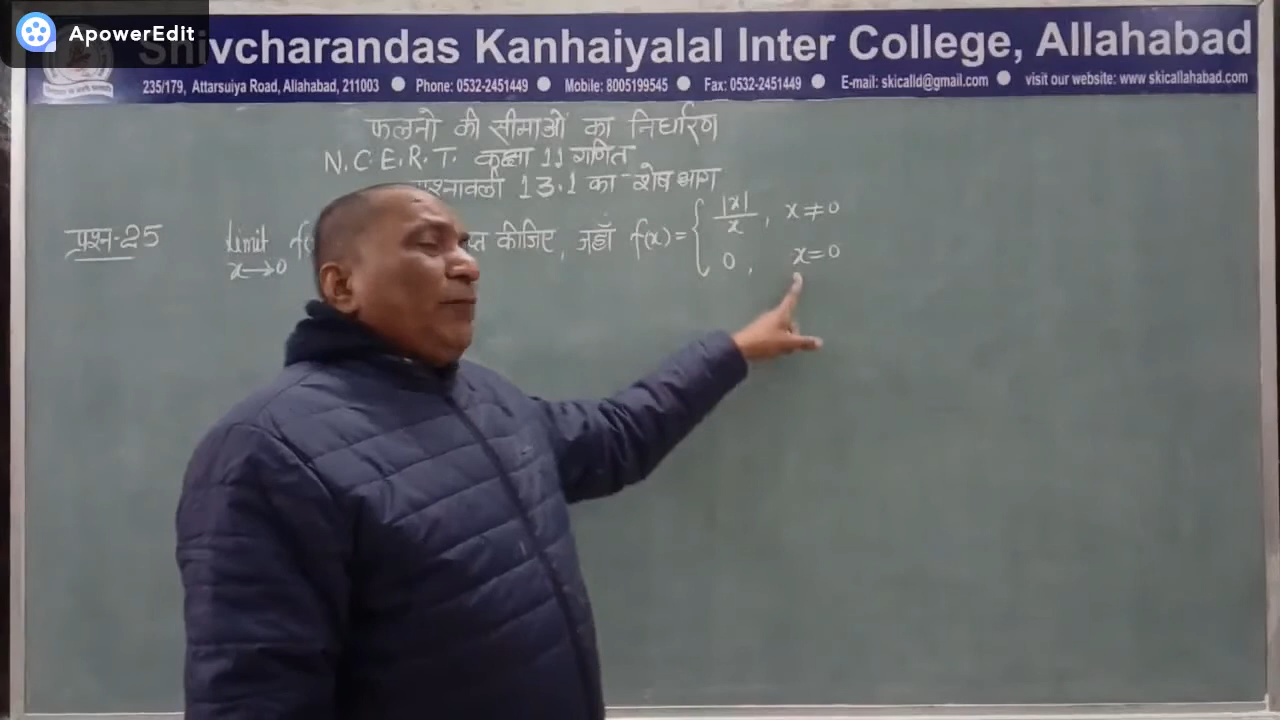 ApowerEdit
Shivcharandas Kanhaiyalal Inter College, Allahabad
235/179, Attarsuiya Road, Allahabad, 211003 ● Phone: 0532-2451449 ● Mobile: 8005199545 ● Fax: 0532-2451449 ● E-mail: skicalld@gmail.com ● visit our website: www.skicallahabad.com
फलनो की सीमाओं का निर्धारण
N.C.E.R.T. कक्षा 11 गणित
13.1 का शेष भाग
प्रश्न-25 limit x→0 कीजिए, जहाँ f(x) = { |x|/x, x≠0
0, x=0